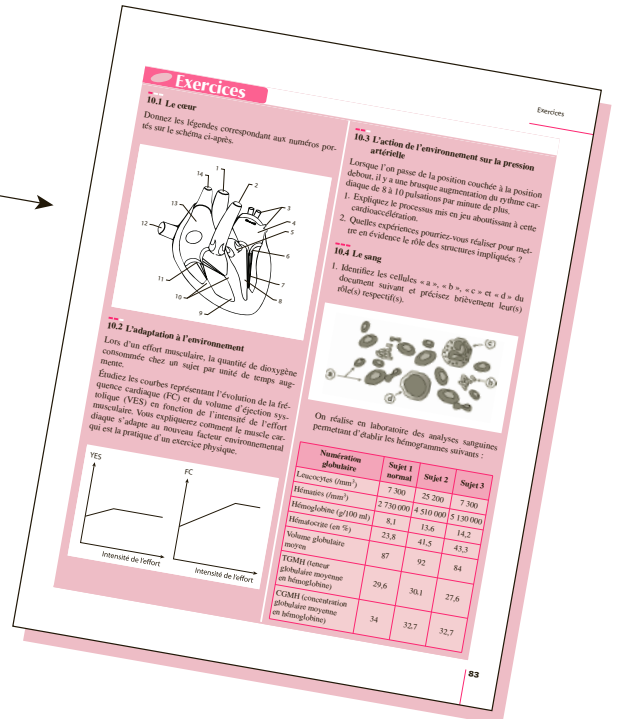 Exercices
Exercices
10.1 Le cœur
Donnez les légendes correspondant aux numéros por-
tés sur le schéma ci-après.
1
14
2
13
3
4
5
12
6
11
7
10
8
9
10.2 L'adaptation à l'environnement
Lors d'un effort musculaire, la quantité de dioxygène
consommée chez un sujet par unité de temps aug-
mente.
Étudiez les courbes représentant l'évolution de la fré-
quence cardiaque (FC) et du volume d'éjection sys-
tolique (VES) en fonction de l'intensité de l'effort
musculaire. Vous expliquerez comment le muscle car-
diaque s'adapte au nouveau facteur environnemental
qui est la pratique d'un exercice physique.
YES
Intensité de l'effort
FC
Intensité de l'effort
10.3 L'action de l'environnement sur la pression
artérielle
Lorsque l'on passe de la position couchée à la position
debout, il y a une brusque augmentation du rythme car-
diaque de 8 à 10 pulsations par minute de plus.
1. Expliquez le processus mis en jeu aboutissant à cette
cardioaccélération.
2. Quelles expériences pourriez-vous réaliser pour met-
tre en évidence le rôle des structures impliquées ?
10.4 Le sang
1. Identifiez les cellules « a », « b », « c » et « d » du
document suivant et précisez brièvement leur(s)
rôle(s) respectif(s).
c
a
b
d
On réalise en laboratoire des analyses sanguines
permettant d'établir les hémogrammes suivants :
Numération globulaire Sujet 1 normal Sujet 2 Sujet 3
Leucocytes (/mm³) 7 300 25 200 7 300
Hématies (/mm³) 2 730 000 4 510 000 5 130 000
Hémoglobine (g/100 ml) 8,1 13,6 14,2
Hématocrite (en %) 23,8 41,5 43,3
Volume globulaire moyen 87 92 84
TGMH (teneur globulaire moyenne en hémoglobine) 29,6 30,1 27,6
CGMH (concentration globulaire moyenne en hémoglobine) 34 32,7 32,7
83